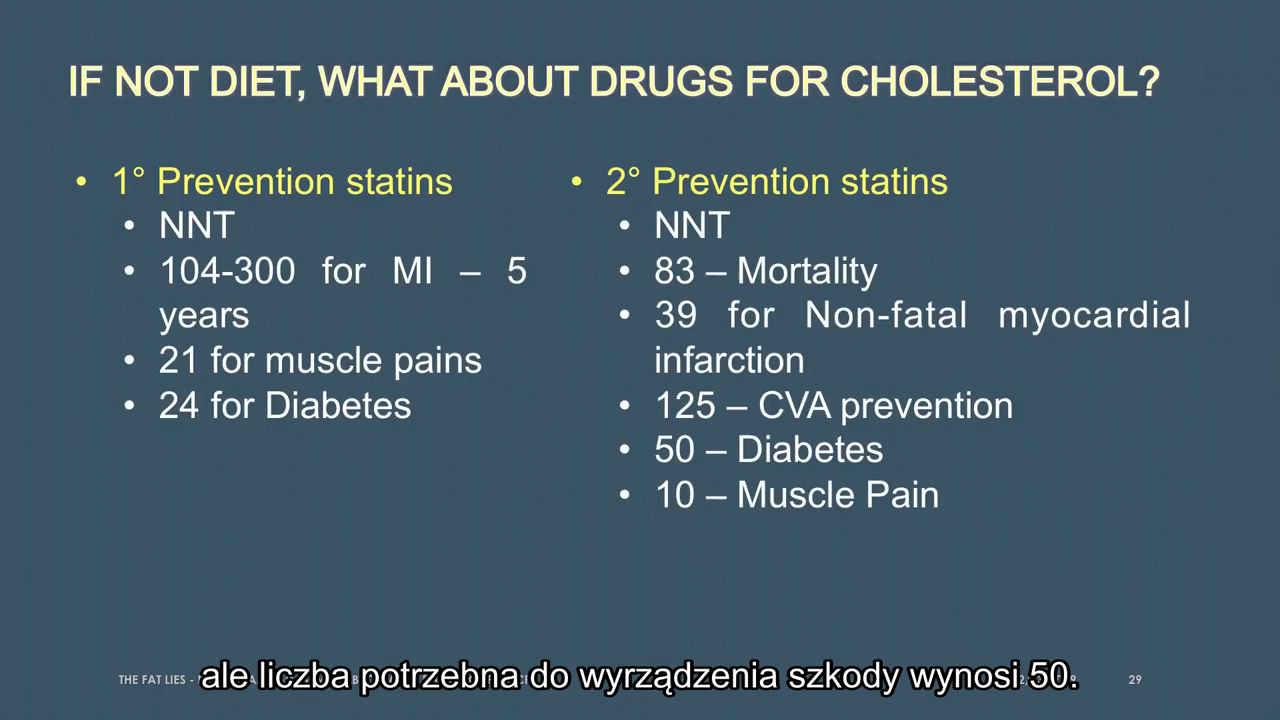 IF NOT DIET, WHAT ABOUT DRUGS FOR CHOLESTEROL?
• 1° Prevention statins
• NNT
• 104-300 for MI – 5
years
• 21 for muscle pains
• 24 for Diabetes
• 2° Prevention statins
• NNT
• 83 – Mortality
• 39 for Non-fatal myocardial
infarction
• 125 – CVA prevention
• 50 – Diabetes
• 10 – Muscle Pain
ale liczba potrzebna do wyrządzenia szkody wynosi 50.
THE FAT LIES - 29